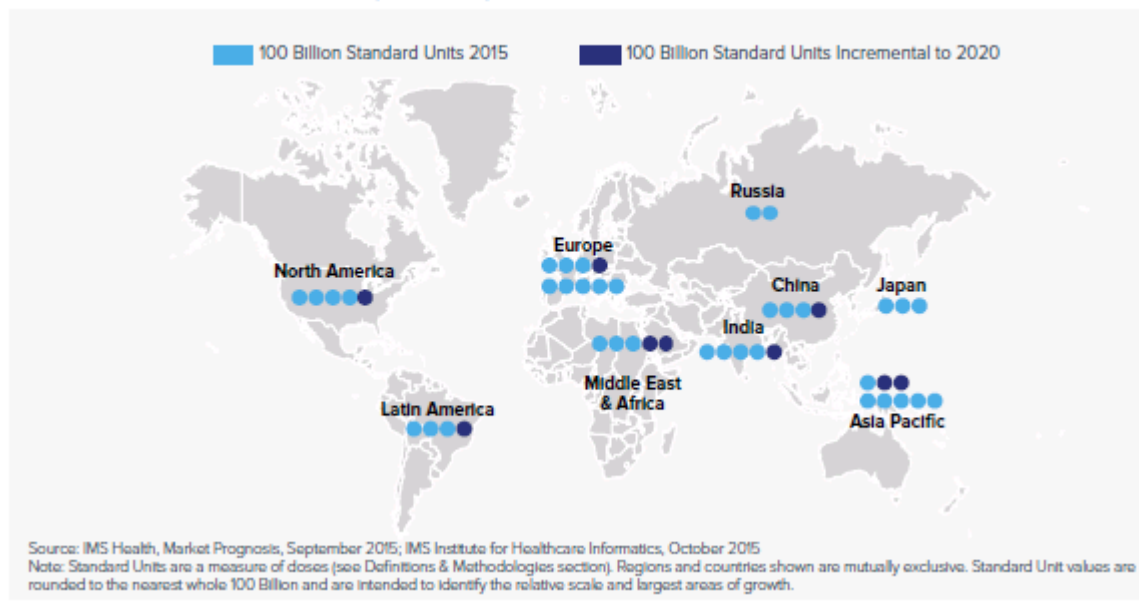 100 Billion Standard Units 2015
100 Billion Standard Units Incremental to 2020
Russia
Europe
North America
China
Japan
India
Middle East
& Africa
Latin America
Asia Pacific
Source: IMS Health, Market Prognosis, September 2015; IMS Institute for Healthcare Informatics, October 2015
Note: Standard Units are a measure of doses (see Definitions & Methodologies section). Regions and countries shown are mutually exclusive. Standard Unit values are
rounded to the nearest whole 100 Billion and are intended to identify the relative scale and largest areas of growth.